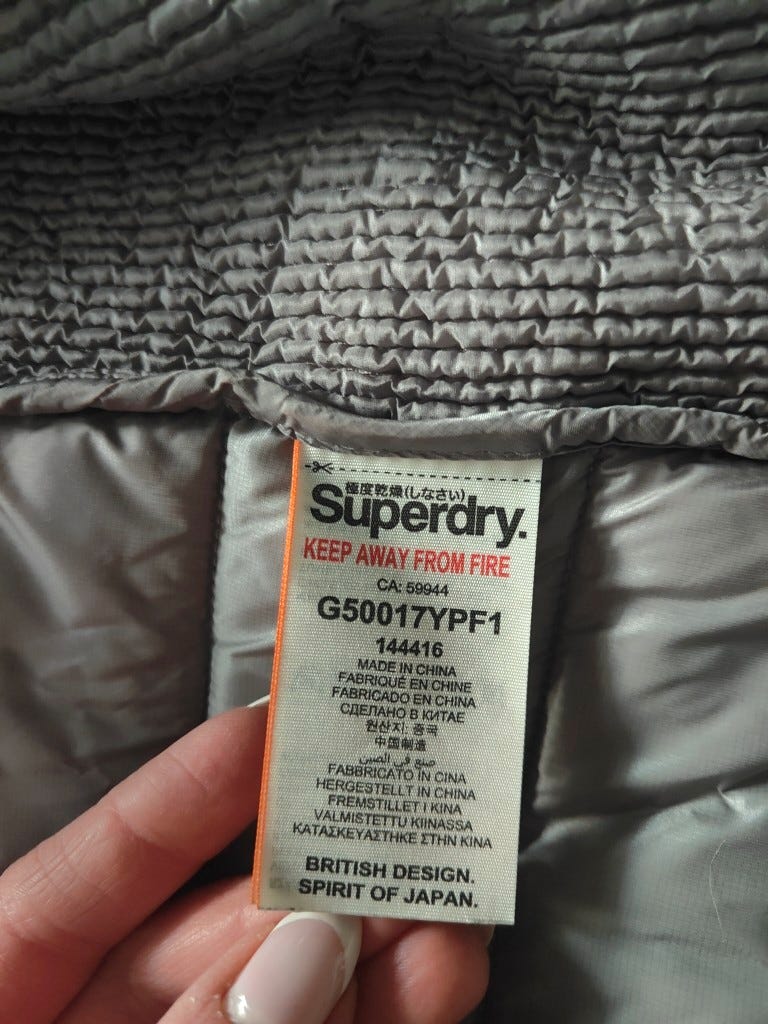 極度乾燥(しなさい)
Superdry.
KEEP AWAY FROM FIRE
CA: 59944
G50017YPF1
144416
MADE IN CHINA
FABRIQUÉ EN CHINE
FABRICADO EN CHINA
СДЕЛАНО В КИТАЕ
원산지: 중국
中国制造
صنع في الصين
FABBRICATO IN CINA
HERGESTELLT IN CHINA
FREMSTILLET I KINA
VALMISTETTU KIINASSA
ΚΑΤΑΣΚΕΥΑΣΤΗΚΕ ΣΤΗΝ ΚΙΝΑ
BRITISH DESIGN.
SPIRIT OF JAPAN.